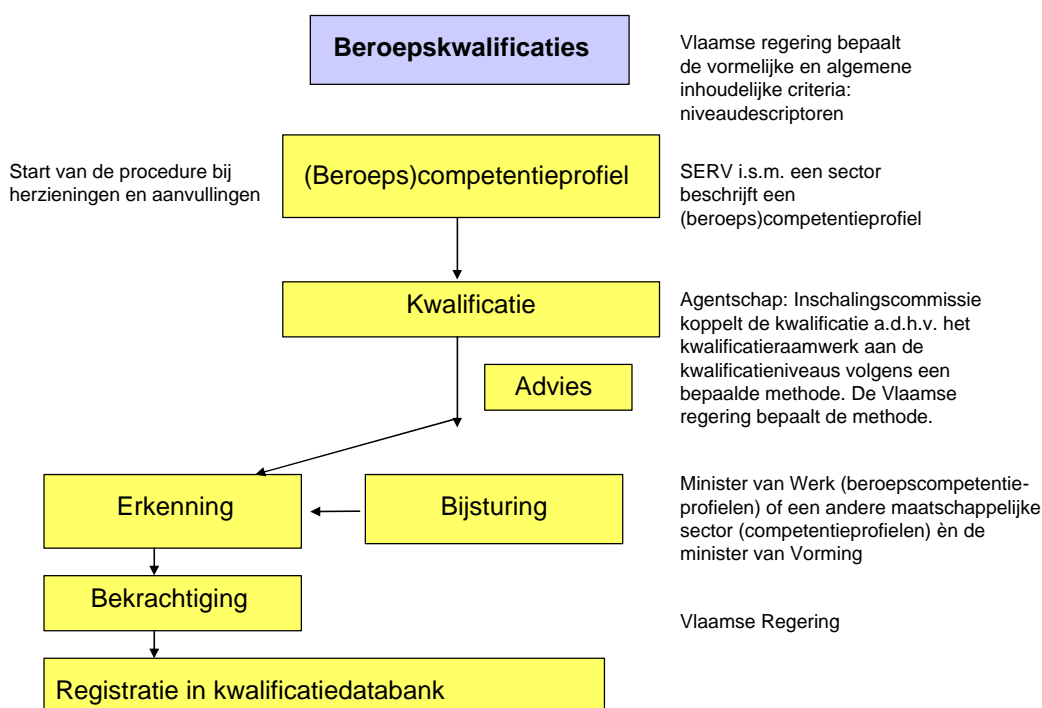 Beroepskwalificaties
Vlaamse regering bepaalt
de vormelijke en algemene
inhoudelijke criteria:
niveaudescriptoren
Start van de procedure bij
herzieningen en aanvullingen
(Beroeps)competentieprofiel
SERV i.s.m. een sector
beschrijft een
(beroeps)competentieprofiel
Kwalificatie
Agentschap: Inschalingscommissie
koppelt de kwalificatie a.d.h.v. het
kwalificatieraamwerk aan de
kwalificatieniveaus volgens een
bepaalde methode. De Vlaamse
regering bepaalt de methode.
Advies
Erkenning
Bijsturing
Minister van Werk (beroepscompetentie-
profielen) of een andere maatschappelijke
sector (competentieprofielen) èn de
minister van Vorming
Bekrachtiging
Vlaamse Regering
Registratie in kwalificatiedatabank